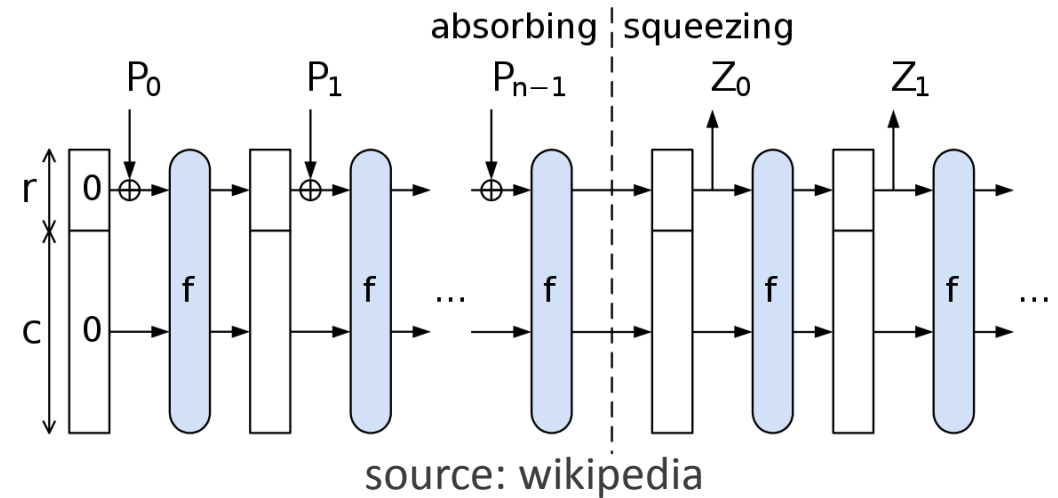 absorbing squeezing
P0 P1 Pn−1 Z0 Z1
r 0
f f ... f f f ...
c 0
source: wikipedia